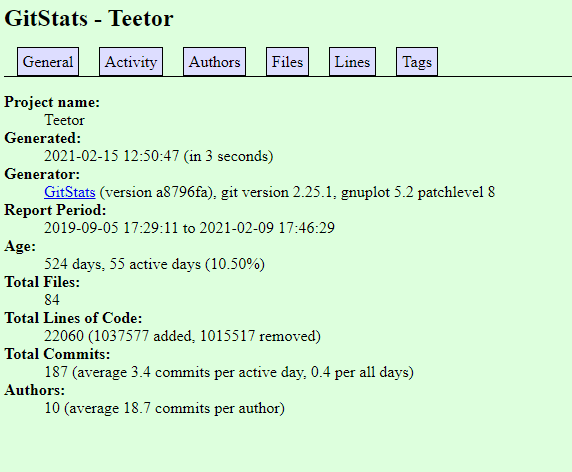 GitStats - Teetor
General Activity Authors Files Lines Tags
Project name:
Teetor
Generated:
2021-02-15 12:50:47 (in 3 seconds)
Generator:
GitStats (version a8796fa), git version 2.25.1, gnuplot 5.2 patchlevel 8
Report Period:
2019-09-05 17:29:11 to 2021-02-09 17:46:29
Age:
524 days, 55 active days (10.50%)
Total Files:
84
Total Lines of Code:
22060 (1037577 added, 1015517 removed)
Total Commits:
187 (average 3.4 commits per active day, 0.4 per all days)
Authors:
10 (average 18.7 commits per author)